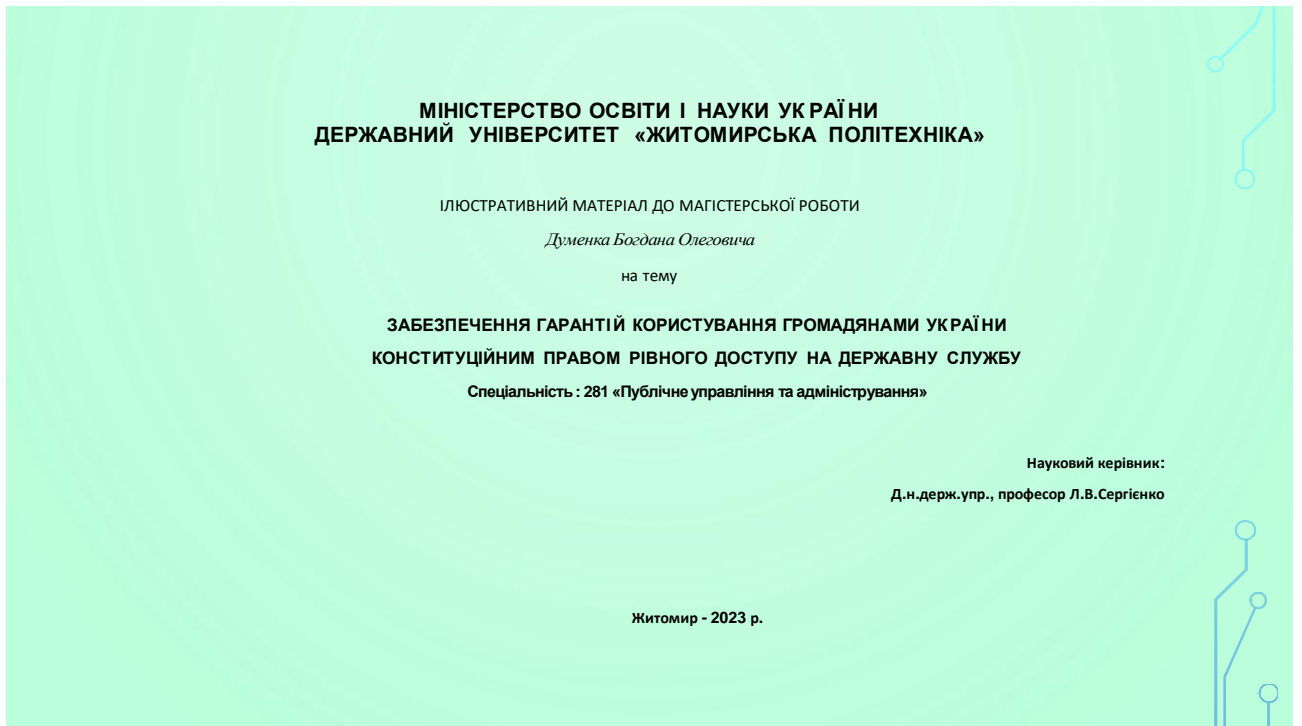 МІНІСТЕРСТВО ОСВІТИ І НАУКИ УКРАЇНИ
ДЕРЖАВНИЙ УНІВЕРСИТЕТ «ЖИТОМИРСЬКА ПОЛІТЕХНІКА»
ІЛЮСТРАТИВНИЙ МАТЕРІАЛ ДО МАГІСТЕРСЬКОЇ РОБОТИ
Думенка Богдана Олеговича
на тему
ЗАБЕЗПЕЧЕННЯ ГАРАНТІЙ КОРИСТУВАННЯ ГРОМАДЯНАМИ УКРАЇНИ
КОНСТИТУЦІЙНИМ ПРАВОМ РІВНОГО ДОСТУПУ НА ДЕРЖАВНУ СЛУЖБУ
Спеціальність : 281 «Публічне управління та адміністрування»
Науковий керівник:
Д.н.держ.упр., професор Л.В.Сергієнко
Житомир - 2023 р.